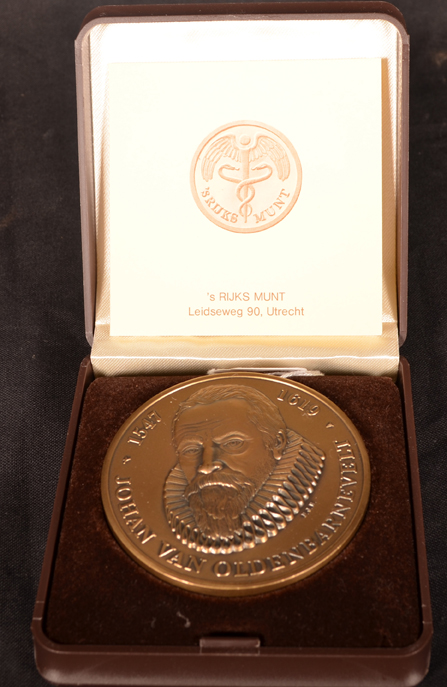 'S RIJKS MUNT
's RIJKS MUNT
Leidseweg 90, Utrecht
1547 1619
JOHAN VAN OLDENBARNEVELT